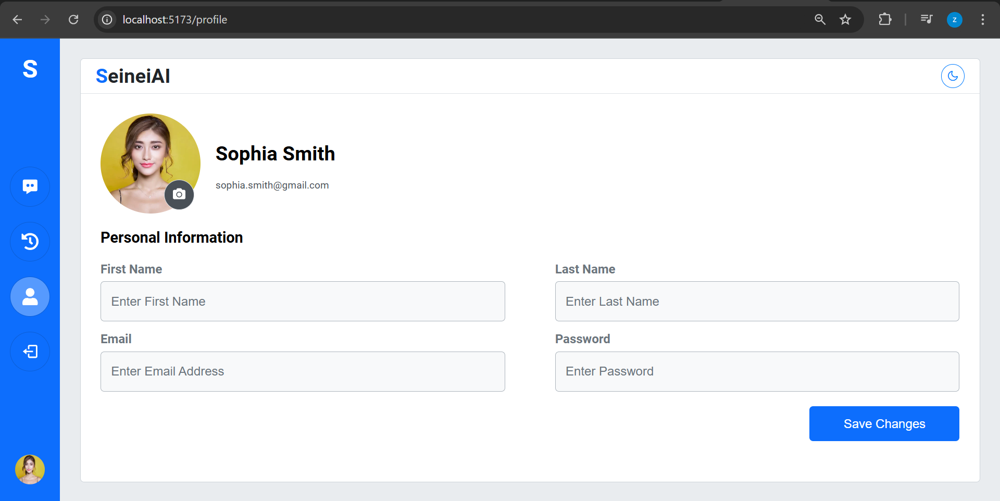 localhost:5173/profile
z
S
SeineiAI
Sophia Smith
sophia.smith@gmail.com
Personal Information
First Name
Last Name
Enter First Name
Enter Last Name
Email
Password
Enter Email Address
Enter Password
Save Changes